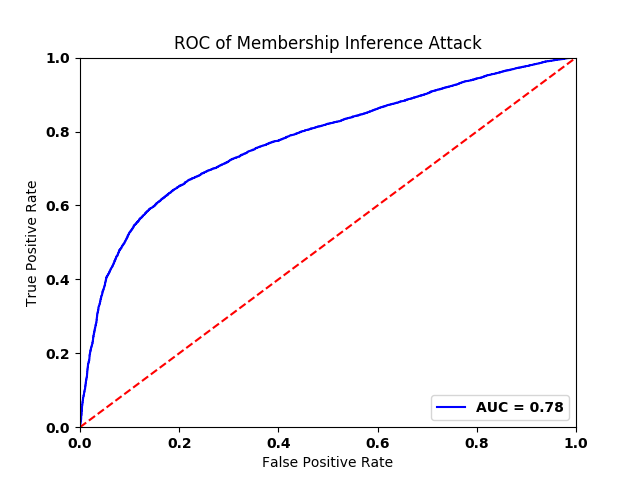 ROC of Membership Inference Attack
1.0
0.8
0.6
0.4
0.2
0.0
True Positive Rate
AUC = 0.78
0.0 0.2 0.4 0.6 0.8 1.0
False Positive Rate